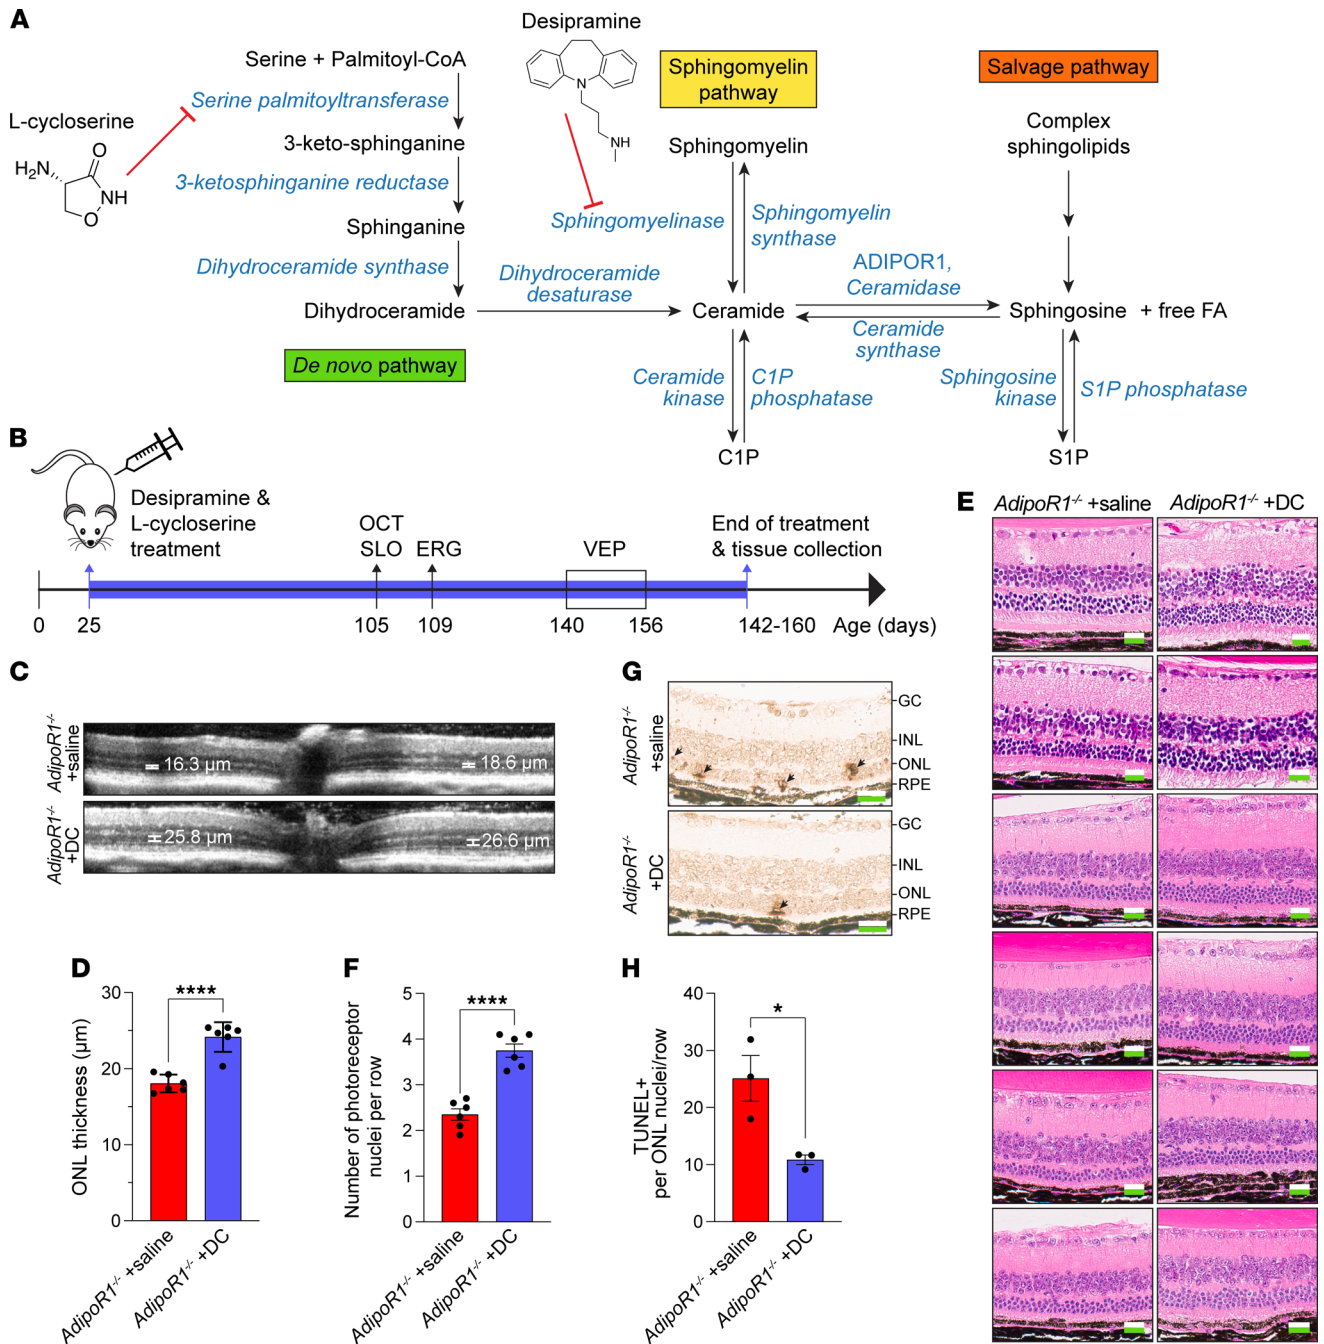 A
Serine + Palmitoyl-CoA
Serine palmitoyltransferase
L-cycloserine
H₂N
O
NH
O
3-keto-sphinganine
3-ketosphinganine reductase
Sphinganine
Dihydroceramide synthase
Dihydroceramide
De novo pathway
Desipramine
N
NH
Sphingomyelin
pathway
Sphingomyelin
Sphingomyelinase
Sphingomyelin
synthase
Dihydroceramide
desaturase
Ceramide
Ceramide
kinase
C1P
phosphatase
C1P
Salvage pathway
Complex
sphingolipids
ADIPOR1,
Ceramidase
Ceramide
synthase
Sphingosine + free FA
Sphingosine
kinase
S1P phosphatase
S1P
B
Desipramine &
L-cycloserine
treatment
OCT
SLO
ERG
VEP
End of treatment
& tissue collection
0
25
105
109
140
156
142-160
Age (days)
C
AdipoR1-/-
+saline
16.3 µm
18.6 µm
AdipoR1-/-
+DC
25.8 µm
26.6 µm
D
ONL thickness (µm)
30
20
10
0
****
AdipoR1-/- +saline
AdipoR1-/- +DC
E
AdipoR1-/- +saline
AdipoR1-/- +DC
F
Number of photoreceptor
nuclei per row
5
4
3
2
1
0
****
AdipoR1-/- +saline
AdipoR1-/- +DC
G
AdipoR1-/-
+saline
GC
INL
ONL
RPE
AdipoR1-/-
+DC
GC
INL
ONL
RPE
H
TUNEL+
per ONL nuclei/row
40
30
20
10
0
*
AdipoR1-/- +saline
AdipoR1-/- +DC